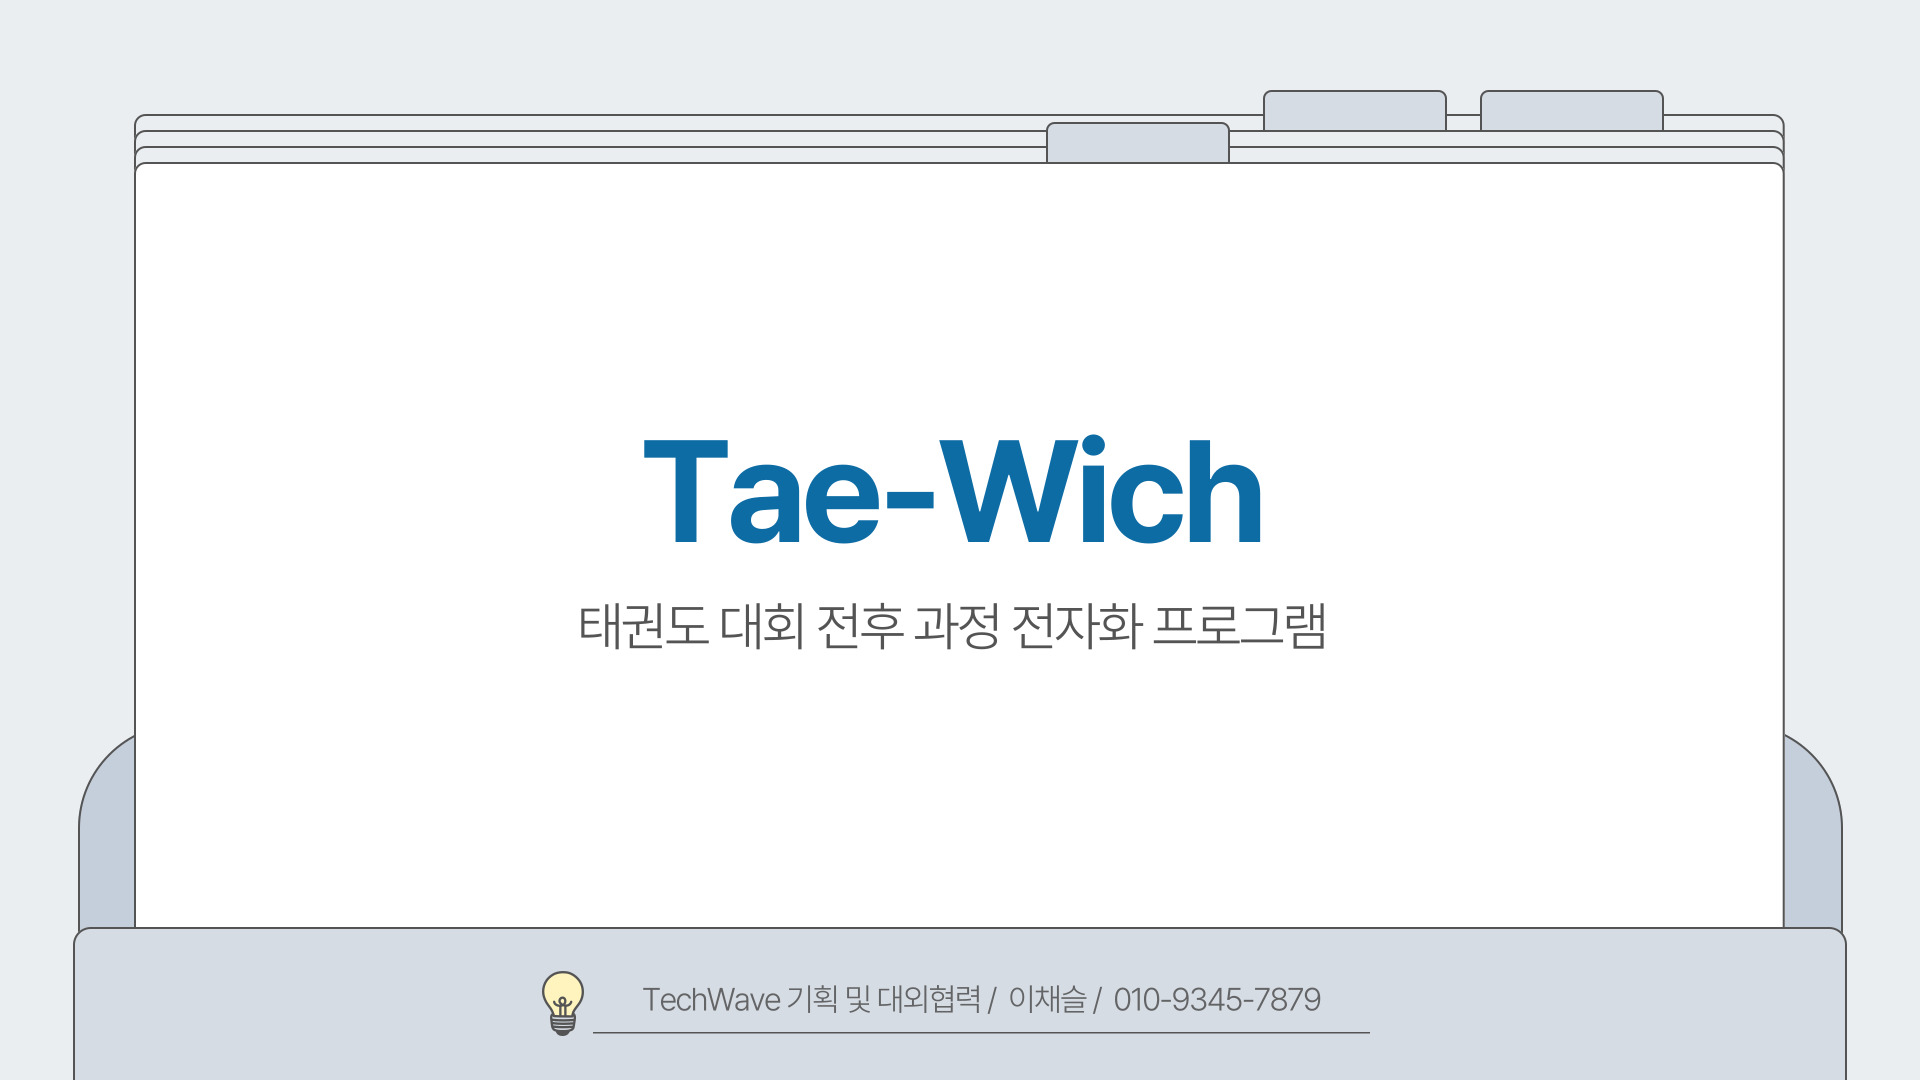 Tae-Wich
태권도 대회 전후 과정 전자화 프로그램
TechWave 기획 및 대외협력 / 이채슬 / 010-9345-7879